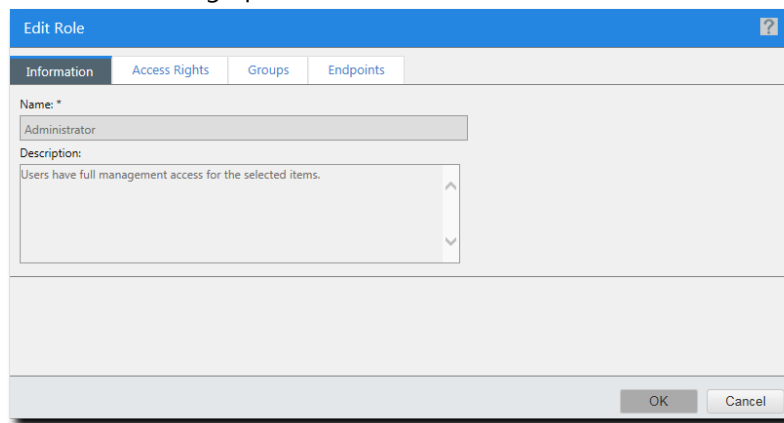 Edit Role
?
Information Access Rights Groups Endpoints
Name: *
Administrator
Description:
Users have full management access for the selected items.
OK Cancel